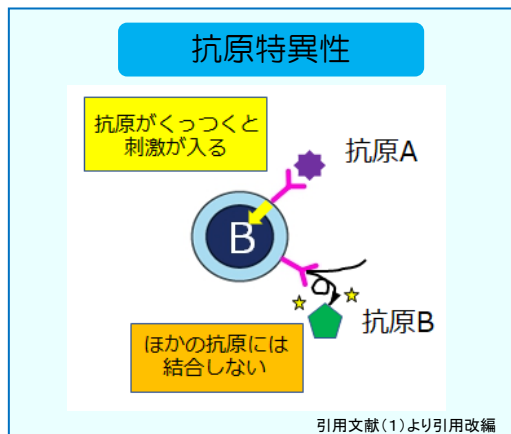 抗原特異性
抗原がくっつくと
刺激が入る
抗原A
B
抗原B
ほかの抗原には
結合しない
引用文献(1)より引用改編